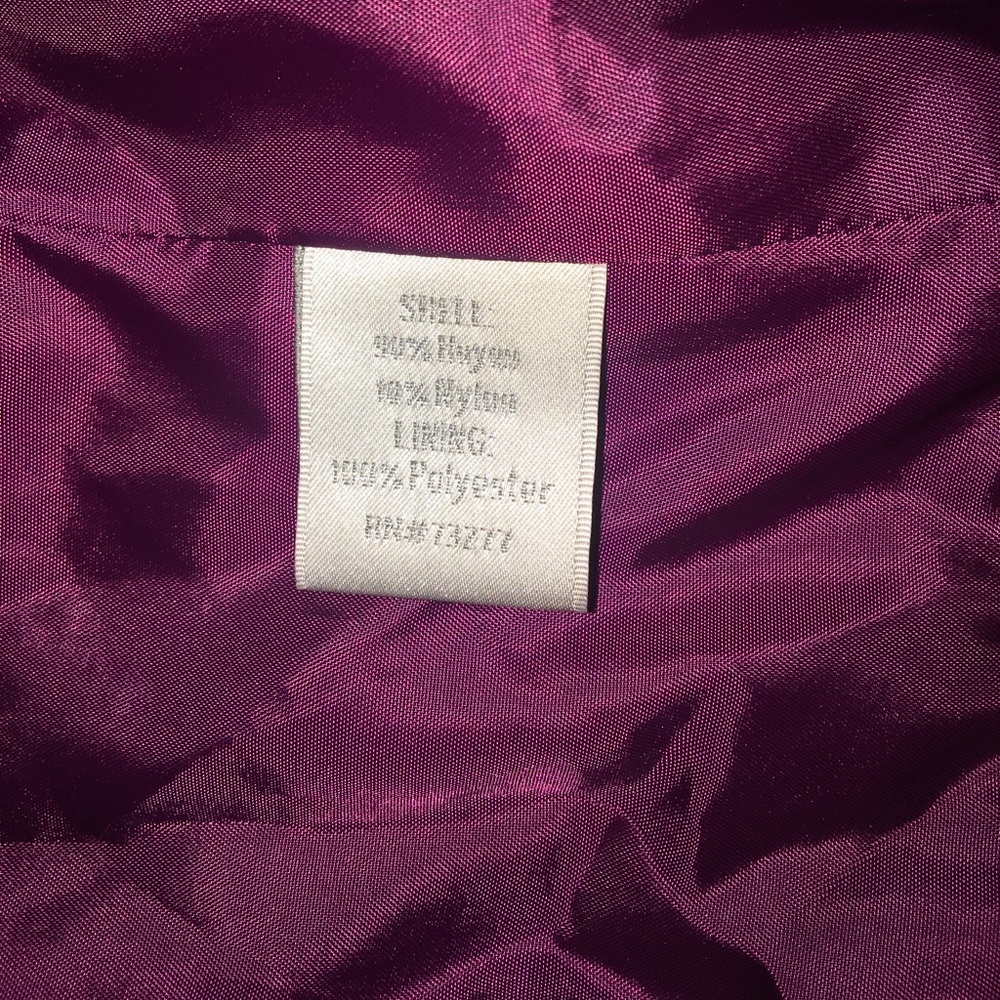 SHELL:
90% Rayon
10% Nylon
LINING:
100% Polyester
RN#73277